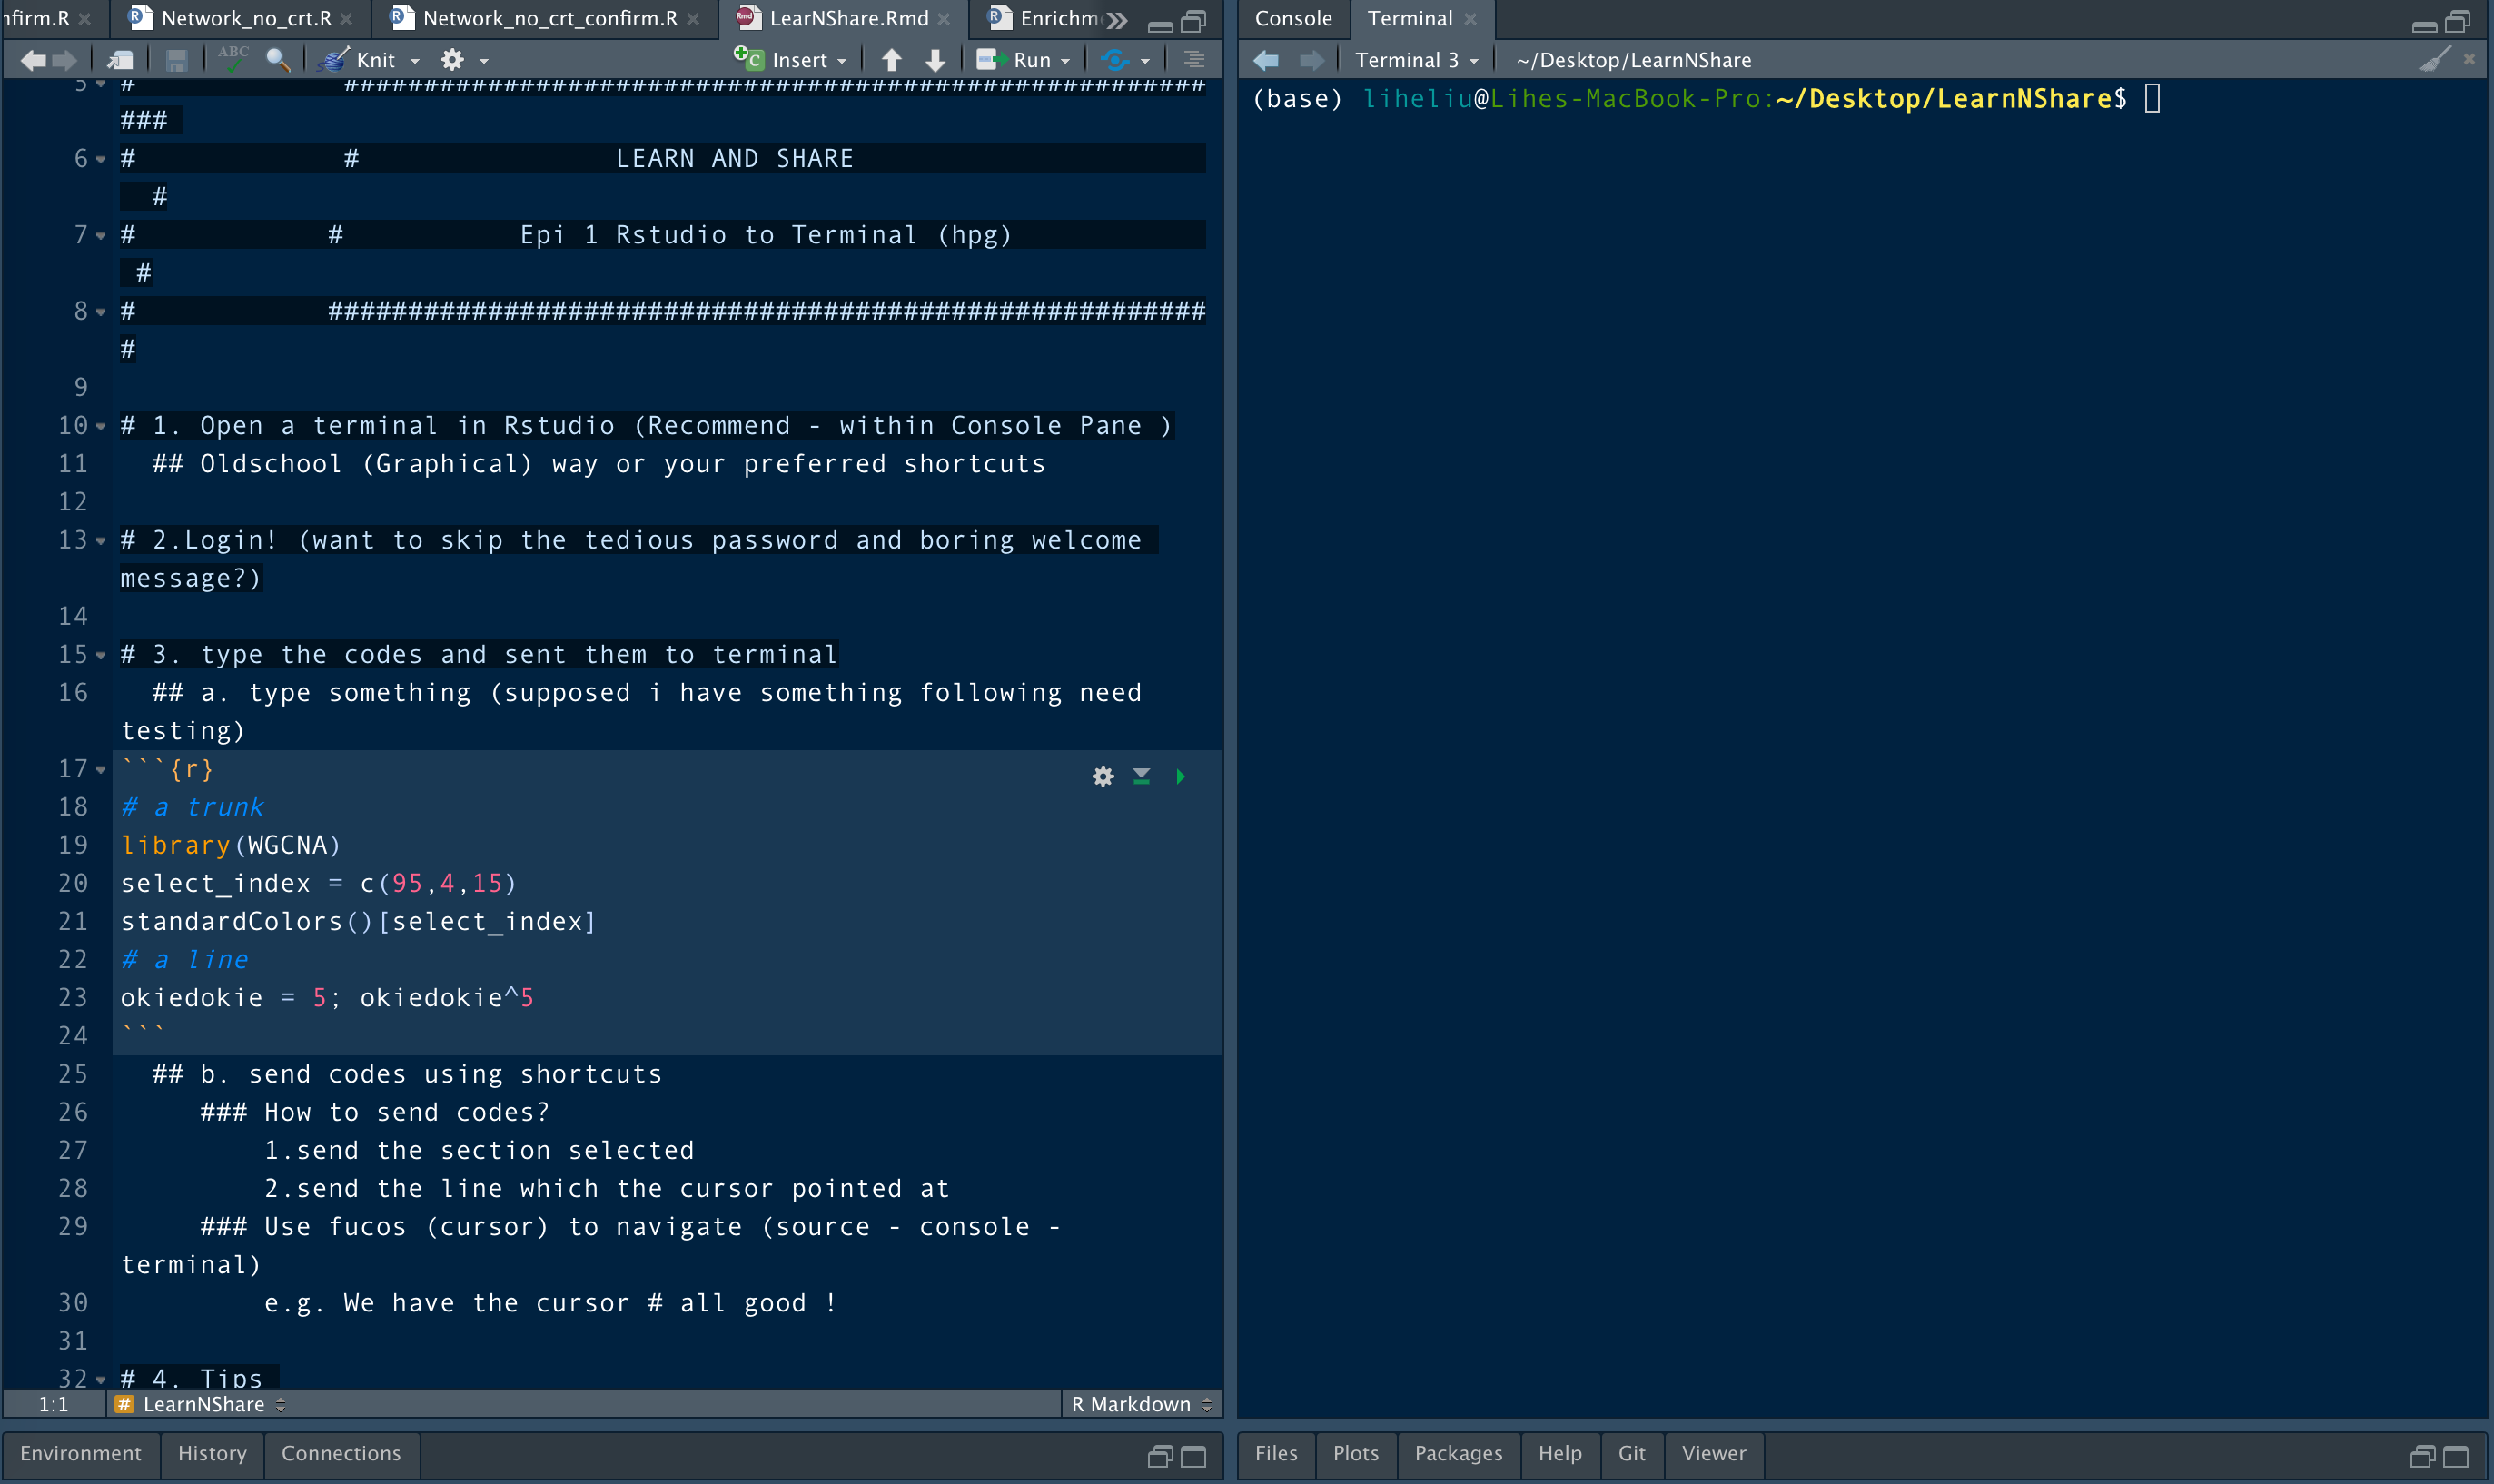 nfirm.R
Network_no_crt.R
Network_no_crt_confirm.R
LearNShare.Rmd
Enrichm
ABC
Knit
Insert
Run
5 # ######################################################
###
6 # # LEARN AND SHARE
#
7 # # Epi 1 Rstudio to Terminal (hpg)
#
8 # #######################################################
#
9
10 # 1. Open a terminal in Rstudio (Recommend - within Console Pane )
11 ## Oldschool (Graphical) way or your preferred shortcuts
12
13 # 2.Login! (want to skip the tedious password and boring welcome
message?)
14
15 # 3. type the codes and sent them to terminal
16 ## a. type something (supposed i have something following need
testing)
17 ```{r}
18 # a trunk
19 library(WGCNA)
20 select_index = c(95,4,15)
21 standardColors()[select_index]
22 # a line
23 okiedokie = 5; okiedokie^5
24 ```
25 ## b. send codes using shortcuts
26 ### How to send codes?
27 1.send the section selected
28 2.send the line which the cursor pointed at
29 ### Use fucos (cursor) to navigate (source - console -
terminal)
30 e.g. We have the cursor # all good !
31
32 # 4. Tips
1:1 # LearnNShare R Markdown
Environment History Connections
Console Terminal
Terminal 3 ~/Desktop/LearnNShare
(base) liheliu@Lihes-MacBook-Pro:~/Desktop/LearnNShare$
Files Plots Packages Help Git Viewer